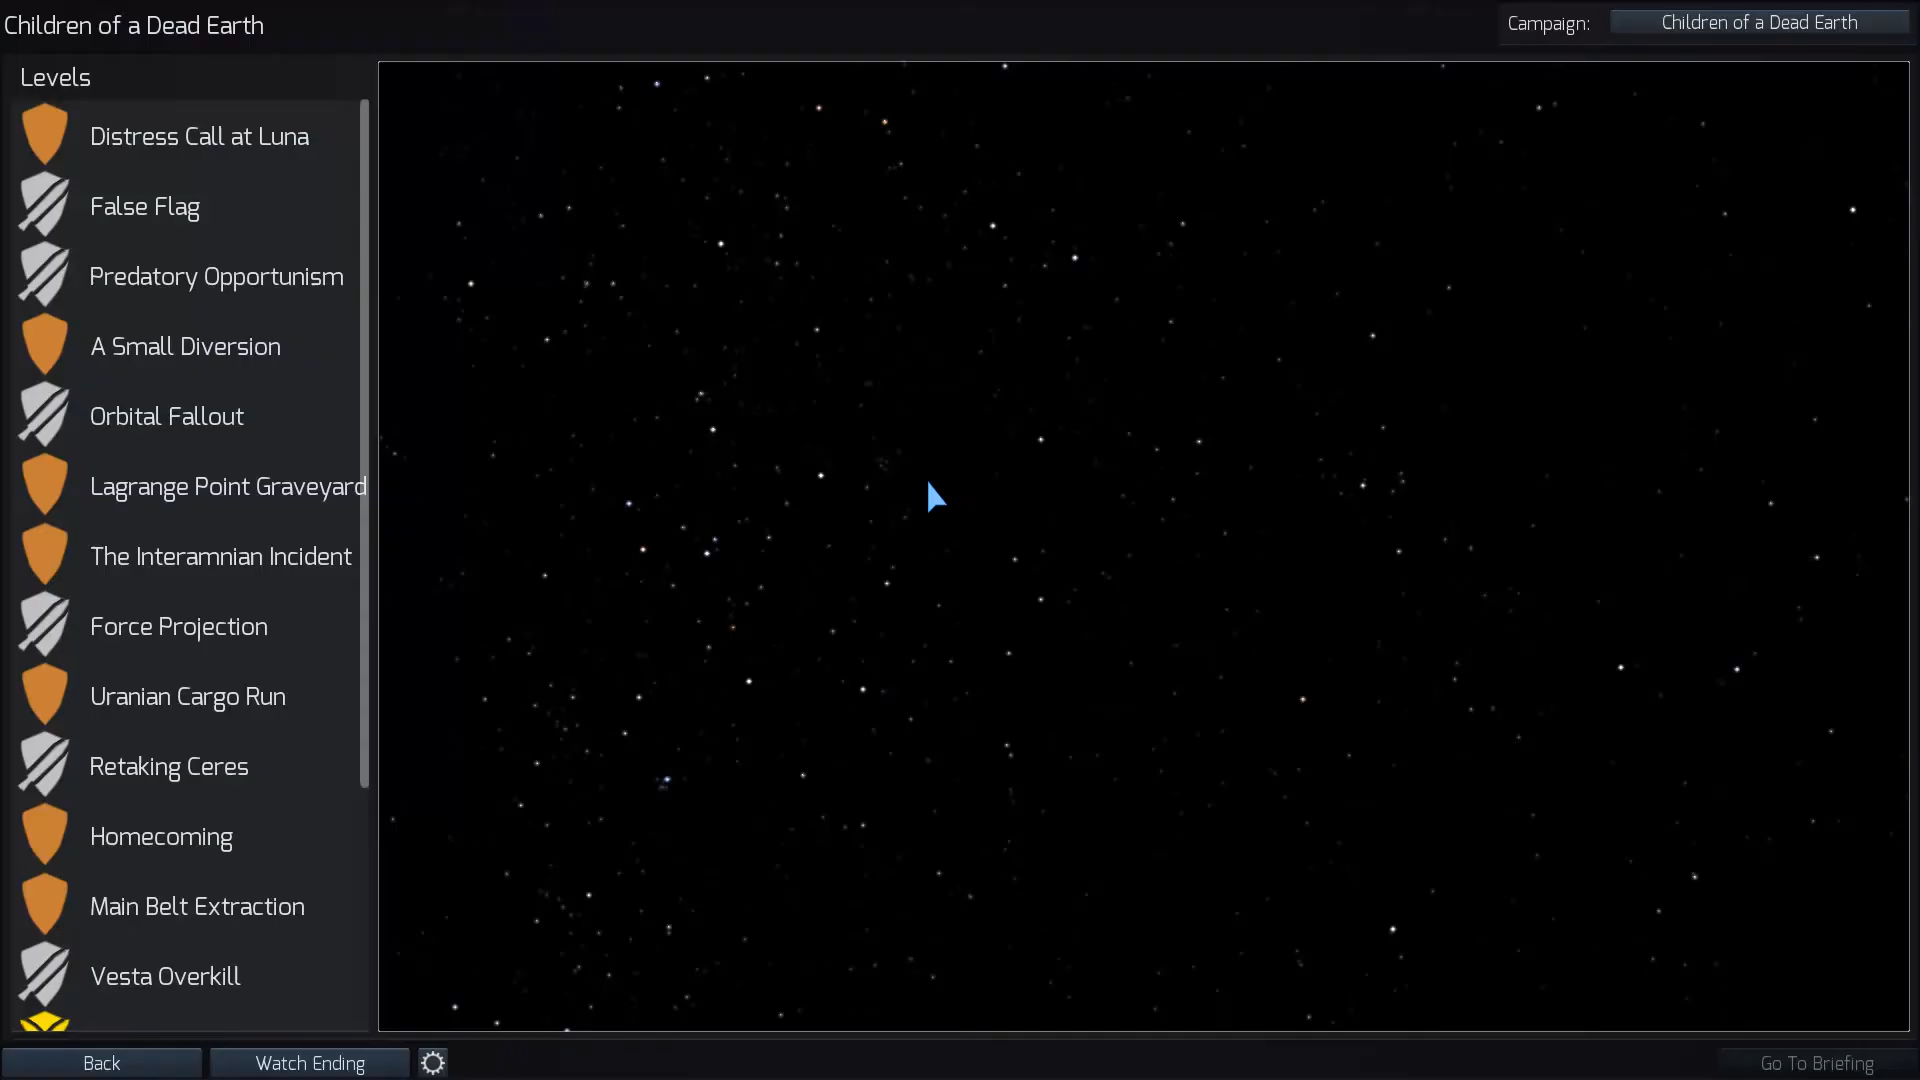 Children of a Dead Earth
Campaign: Children of a Dead Earth
Levels
Distress Call at Luna
False Flag
Predatory Opportunism
A Small Diversion
Orbital Fallout
Lagrange Point Graveyard
The Interamnian Incident
Force Projection
Uranian Cargo Run
Retaking Ceres
Homecoming
Main Belt Extraction
Vesta Overkill
Back
Watch Ending
Go To Briefing